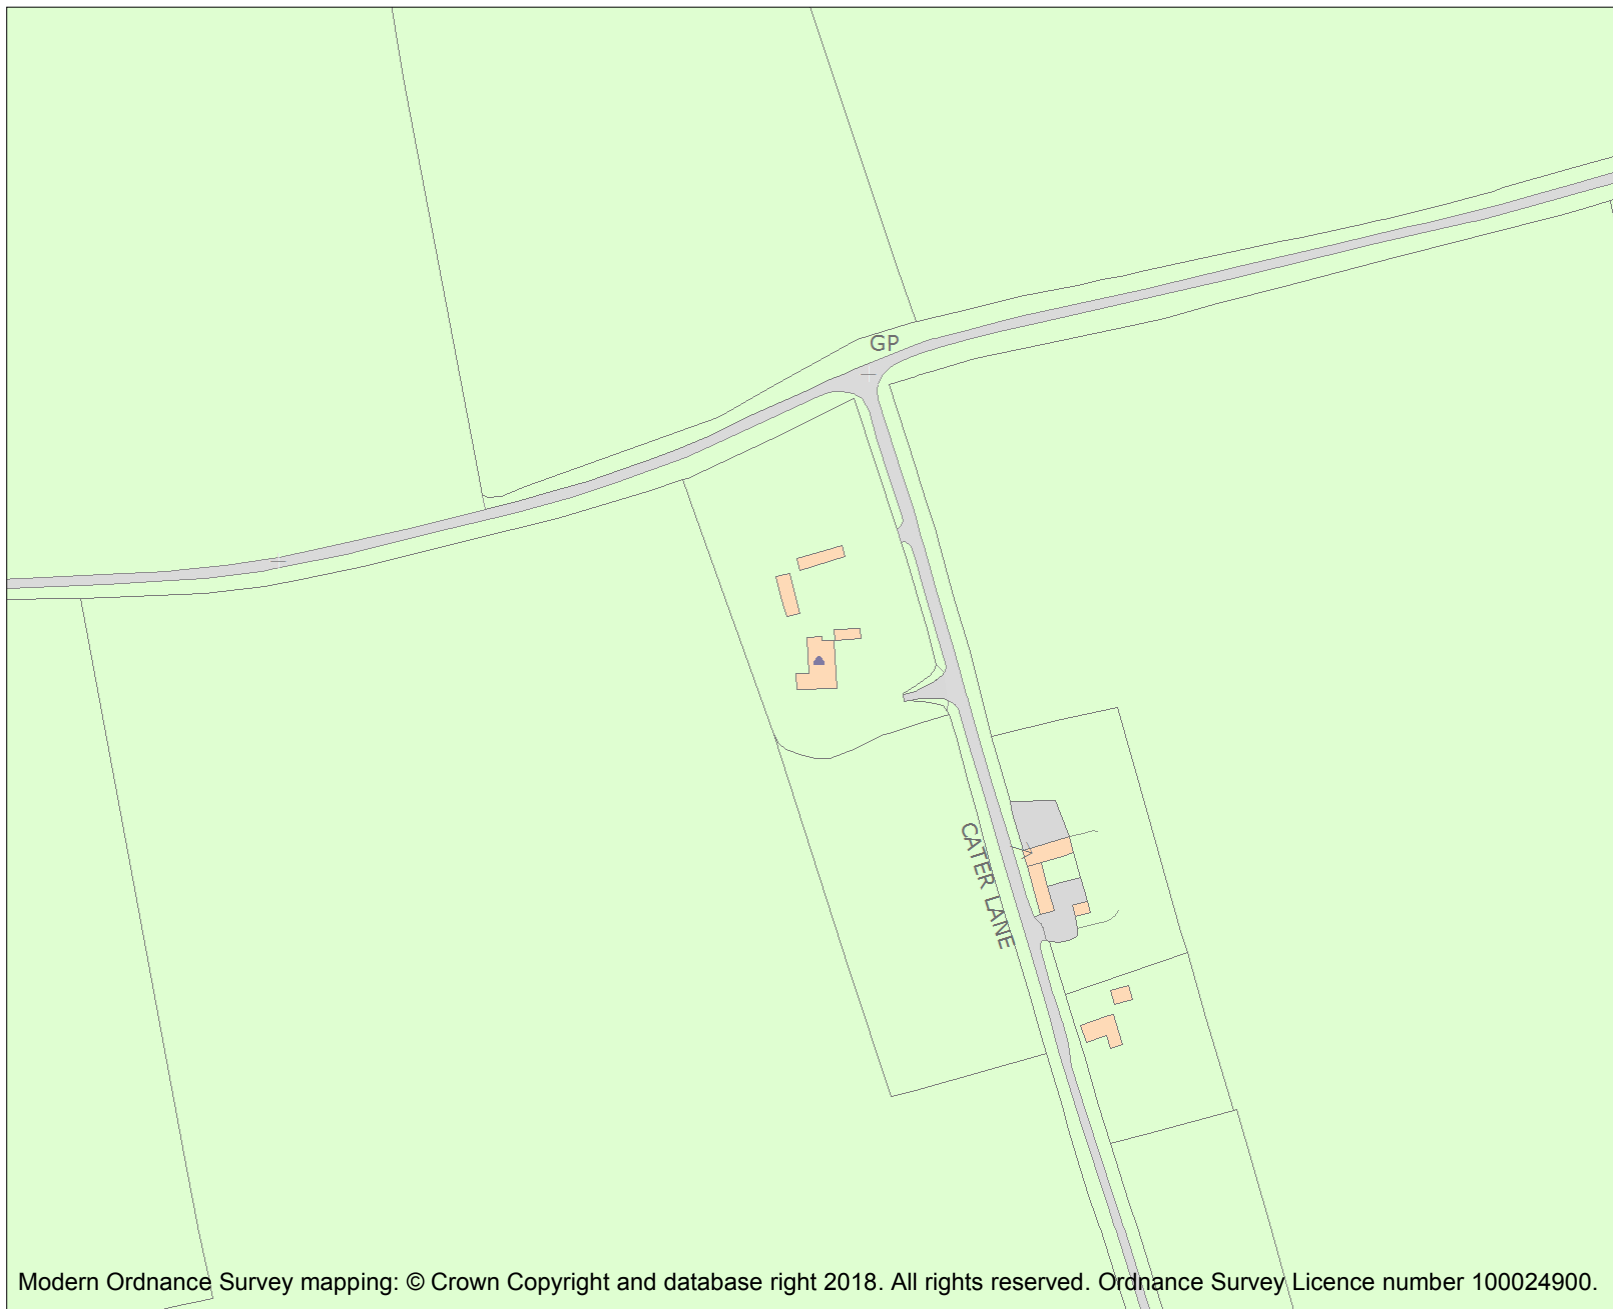 GP
CATER LANE
Modern Ordnance Survey mapping: © Crown Copyright and database right 2018. All rights reserved. Ordnance Survey Licence number 100024900.